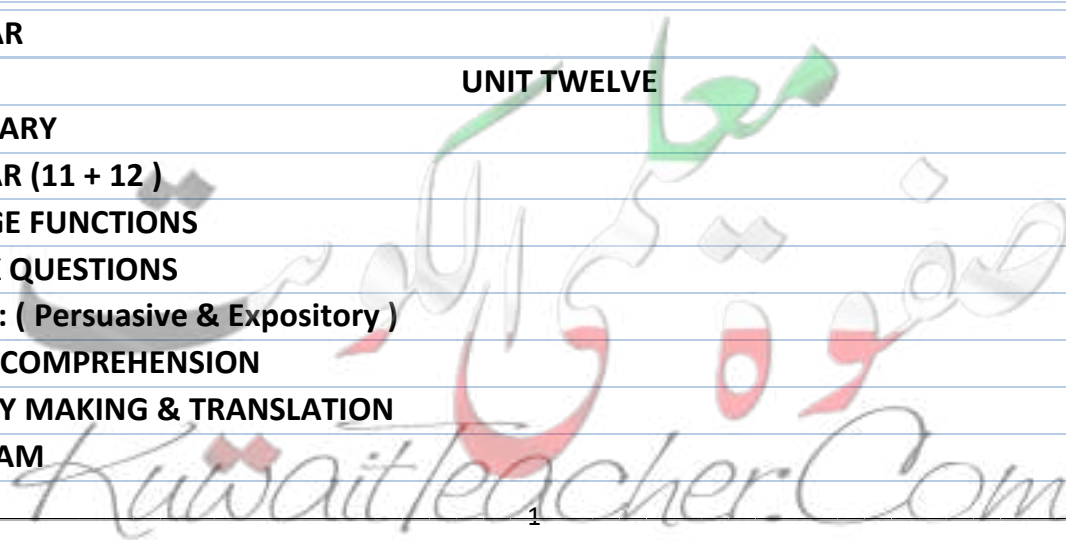 AR
UNIT TWELVE
ARY
AR (11 + 12 )
GE FUNCTIONS
QUESTIONS
: ( Persuasive & Expository )
COMPREHENSION
Y MAKING & TRANSLATION
AM
KuwaitTeacher.Com
1